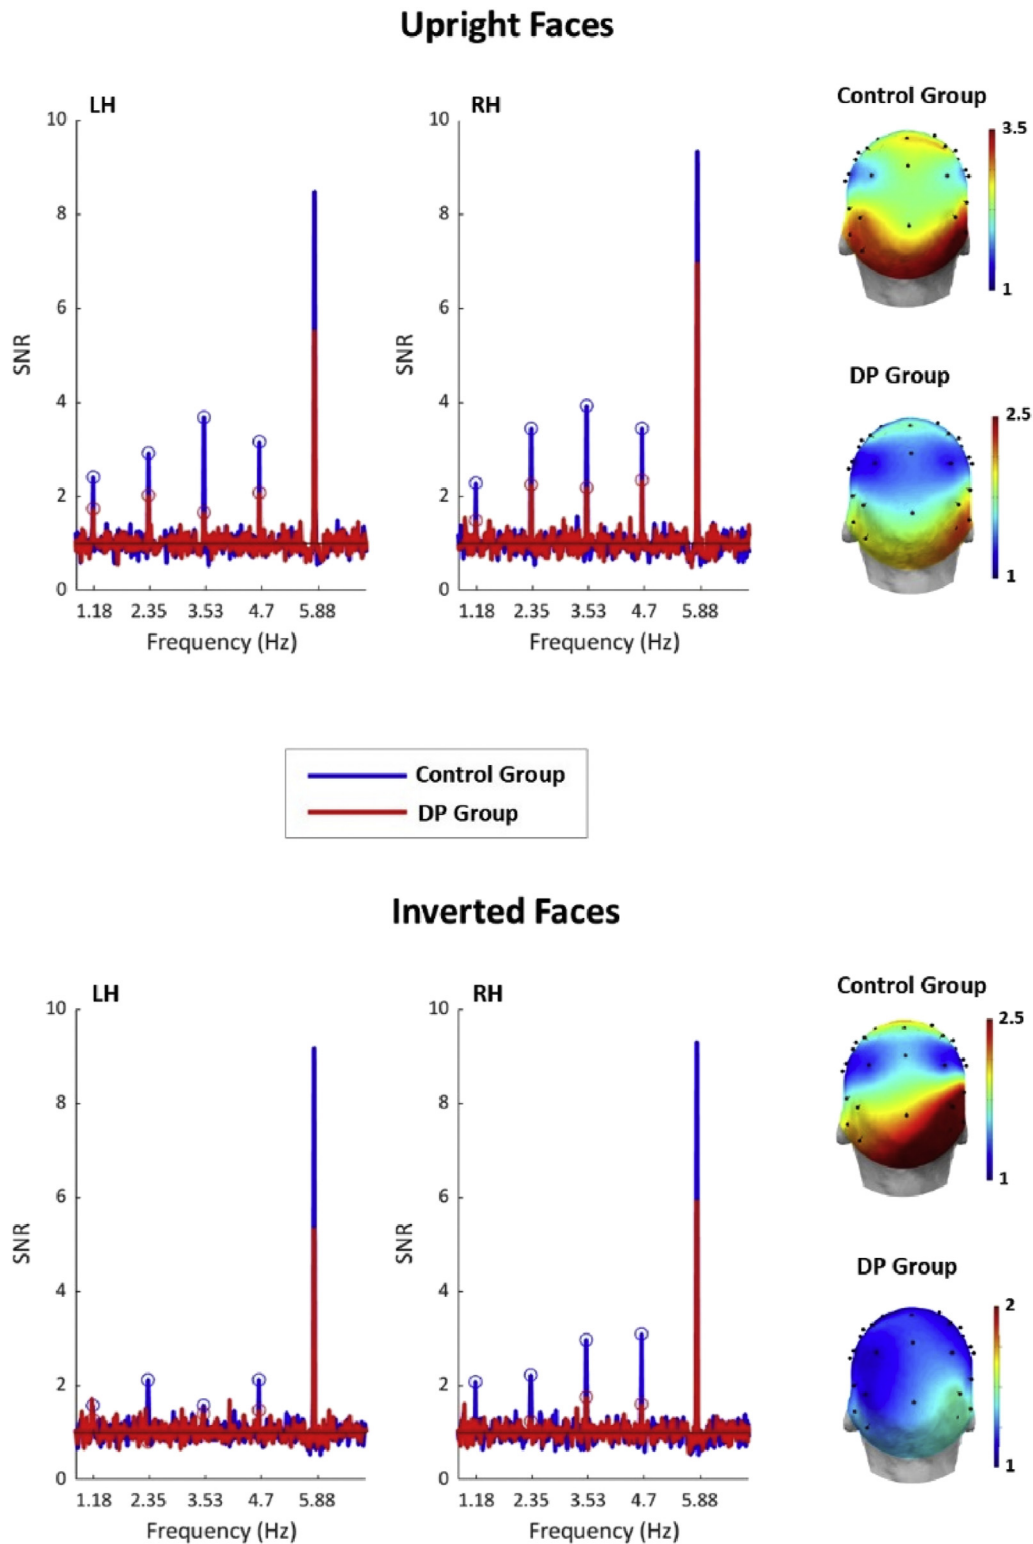 Upright Faces
LH
10
8
6
4
2
0
SNR
1.18 2.35 3.53 4.7 5.88
Frequency (Hz)
RH
10
8
6
4
2
0
SNR
1.18 2.35 3.53 4.7 5.88
Frequency (Hz)
Control Group
3.5
1
DP Group
2.5
1
Control Group
DP Group
Inverted Faces
LH
10
8
6
4
2
0
SNR
1.18 2.35 3.53 4.7 5.88
Frequency (Hz)
RH
10
8
6
4
2
0
SNR
1.18 2.35 3.53 4.7 5.88
Frequency (Hz)
Control Group
2.5
1
DP Group
2
1